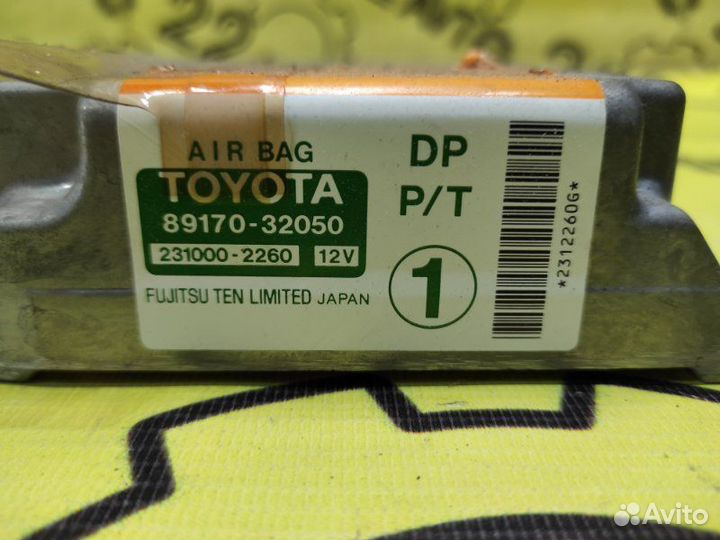 AIR BAG
TOYOTA
89170-32050
231000-2260 12V
FUJITSU TEN LIMITED JAPAN
DP
P/T
1
*2312260G*
Avito